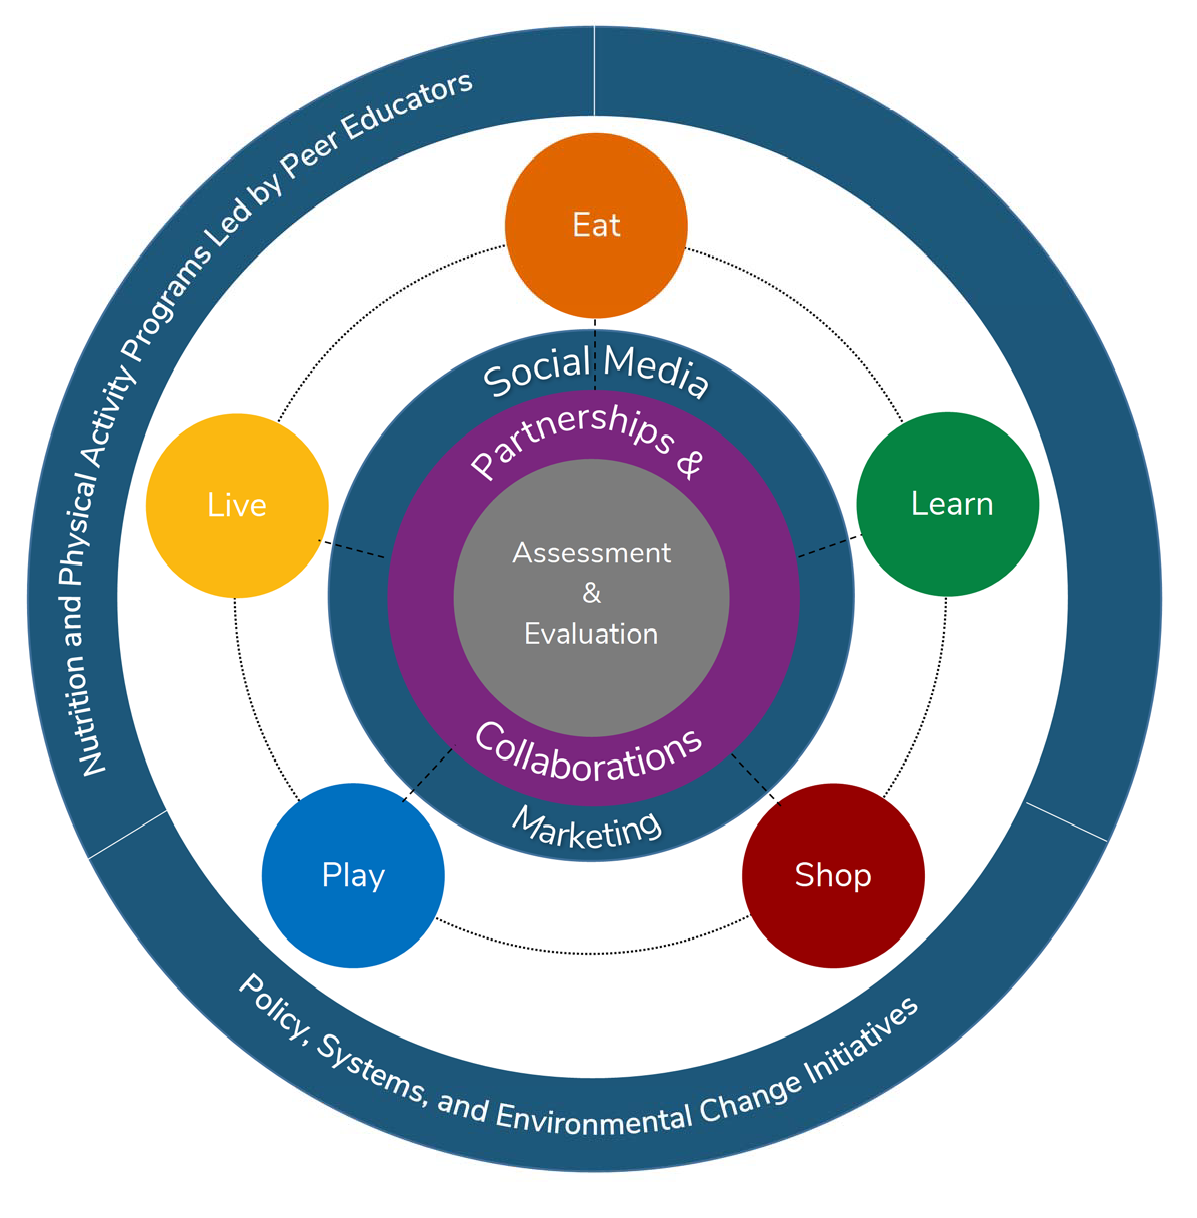 Nutrition and Physical Activity Programs Led by Peer Educators
Eat
Social Media
Partnerships &
Live
Learn
Assessment
&
Evaluation
Collaborations
Marketing
Play
Shop
Policy, Systems, and Environmental Change Initiatives